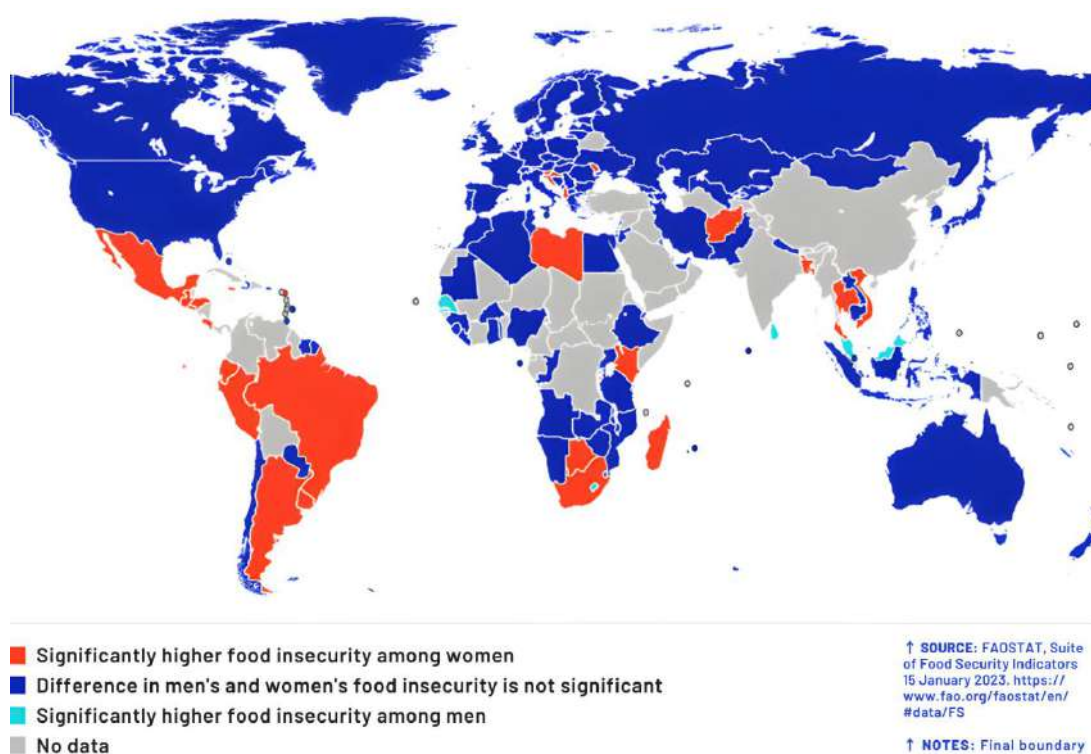 Significantly higher food insecurity among women
Difference in men's and women's food insecurity is not significant
Significantly higher food insecurity among men
No data
↑ SOURCE: FAOSTAT, Suite
of Food Security Indicators
15 January 2023. https://
www.fao.org/faostat/en/
#data/FS
↑ NOTES: Final boundary